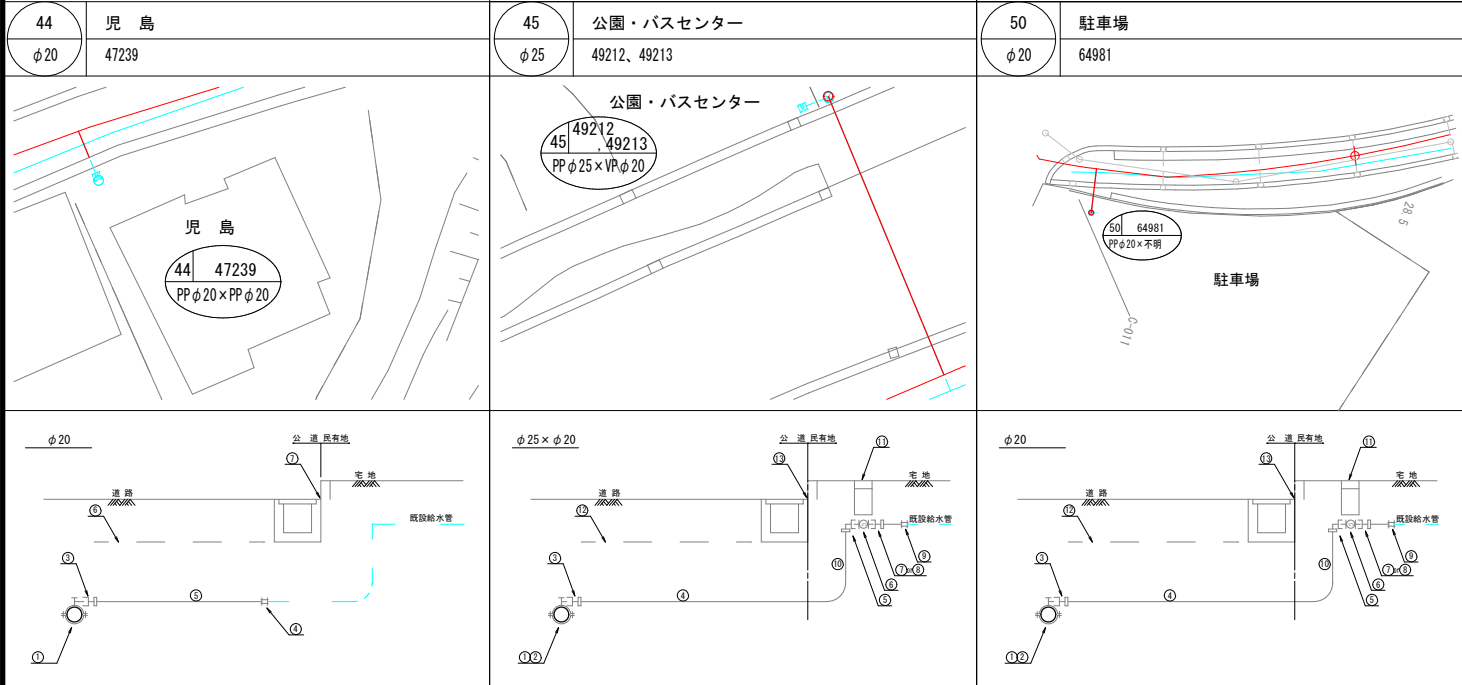 44 児 島
φ20 47239
児 島
44 47239
PPφ20×PPφ20
φ20
公 道 民有地
⑦
宅 地
道 路
⑥
既設給水管
③
⑤
④
①
45 公園・バスセンター
φ25 49212、49213
公園・バスセンター
45 49212
,49213
PPφ25×VPφ20
φ25×φ20
公 道 民有地
⑪
⑬
宅 地
道 路
⑫
既設給水管
③
⑨
⑩
⑦or⑧
⑥
④
⑤
①②
50 駐車場
φ20 64981
28.5
50 64981
PPφ20×不明
駐車場
C-011
φ20
公 道 民有地
⑪
⑬
宅 地
道 路
⑫
既設給水管
③
⑨
⑩
⑦or⑧
⑥
④
⑤
①②